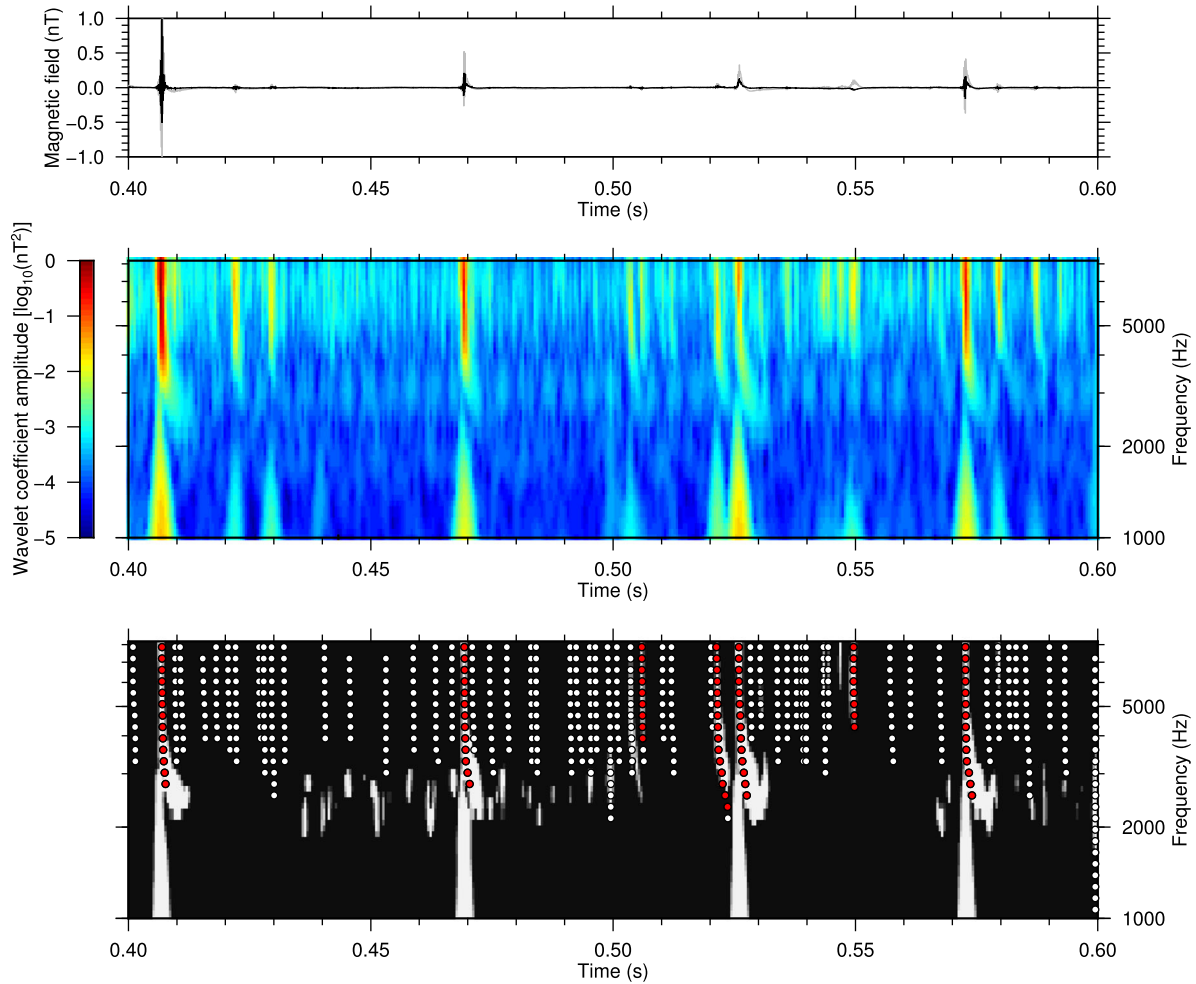 Magnetic field (nT)
1.0
0.5
0.0
−0.5
−1.0
0.40 0.45 0.50 0.55 0.60
Time (s)
Wavelet coefficient amplitude [log10(nT2)]
0
−1
−2
−3
−4
−5
5000
2000
1000
Frequency (Hz)
0.40 0.45 0.50 0.55 0.60
Time (s)
5000
2000
1000
Frequency (Hz)
0.40 0.45 0.50 0.55 0.60
Time (s)